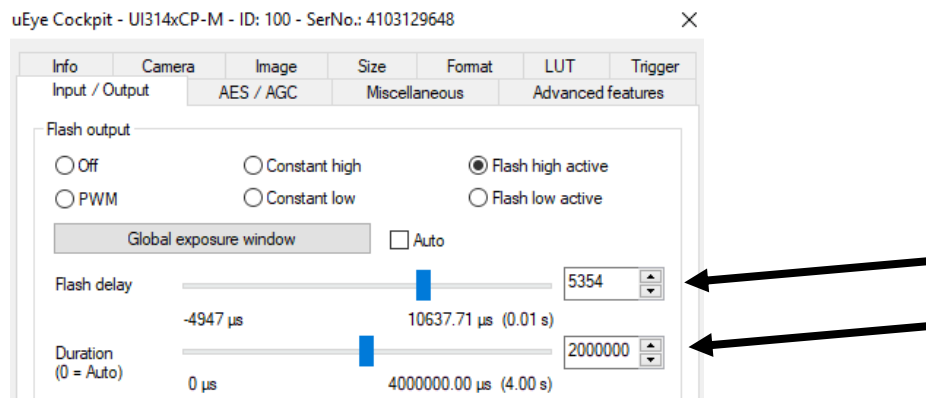 uEye Cockpit - UI314xCP-M - ID: 100 - SerNo.: 4103129648
Info Camera Image Size Format LUT Trigger
Input / Output AES / AGC Miscellaneous Advanced features
Flash output
Off Constant high Flash high active
PWM Constant low Flash low active
Global exposure window Auto
Flash delay 5354
-4947 µs 10637.71 µs (0.01 s)
Duration 2000000
(0 = Auto)
0 µs 4000000.00 µs (4.00 s)